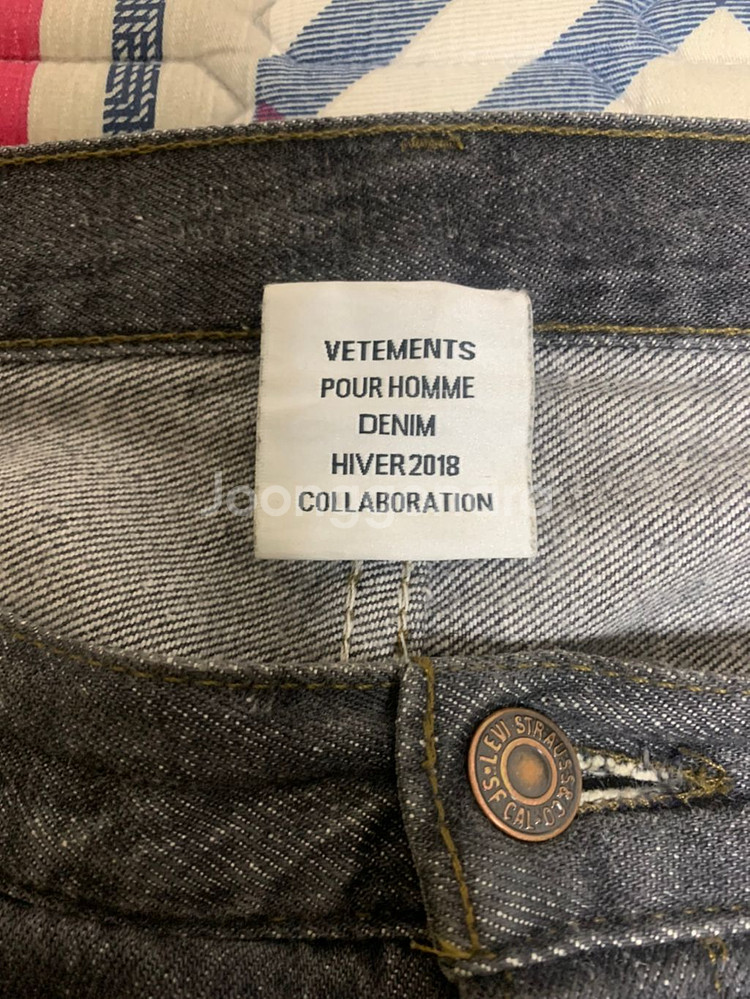 VETEMENTS
POUR HOMME
DENIM
HIVER 2018
COLLABORATION
LEVI STRAUSS & CO
S.F. CAL.